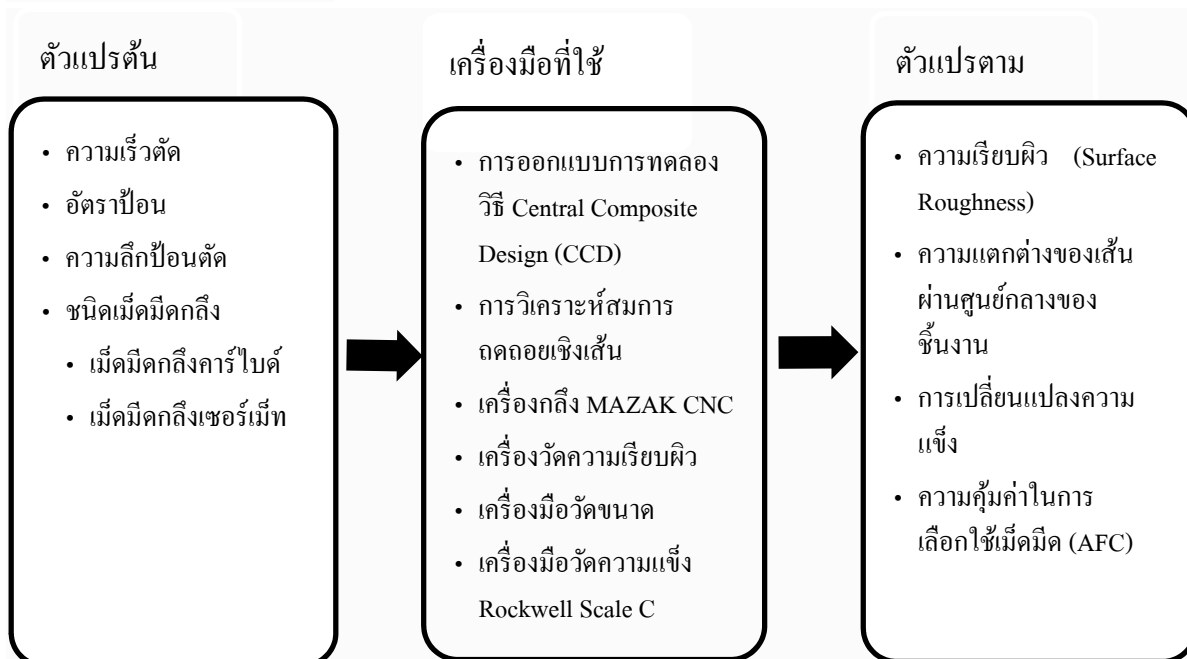 ตัวแปรต้น
• ความเร็วตัด
• อัตราป้อน
• ความลึกป้อนตัด
• ชนิดเม็ดมีดกลึง
• เม็ดมีดกลึงคาร์ไบด์
• เม็ดมีดกลึงเซอร์เม็ท
เครื่องมือที่ใช้
• การออกแบบการทดลอง
วิธี Central Composite
Design (CCD)
• การวิเคราะห์สมการ
ถดถอยเชิงเส้น
• เครื่องกลึง MAZAK CNC
• เครื่องวัดความเรียบผิว
• เครื่องมือวัดขนาด
• เครื่องมือวัดความแข็ง
Rockwell Scale C
ตัวแปรตาม
• ความเรียบผิว (Surface
Roughness)
• ความแตกต่างของเส้น
ผ่านศูนย์กลางของ
ชิ้นงาน
• การเปลี่ยนแปลงความ
แข็ง
• ความคุ้มค่าในการ
เลือกใช้เม็ดมีด (AFC)